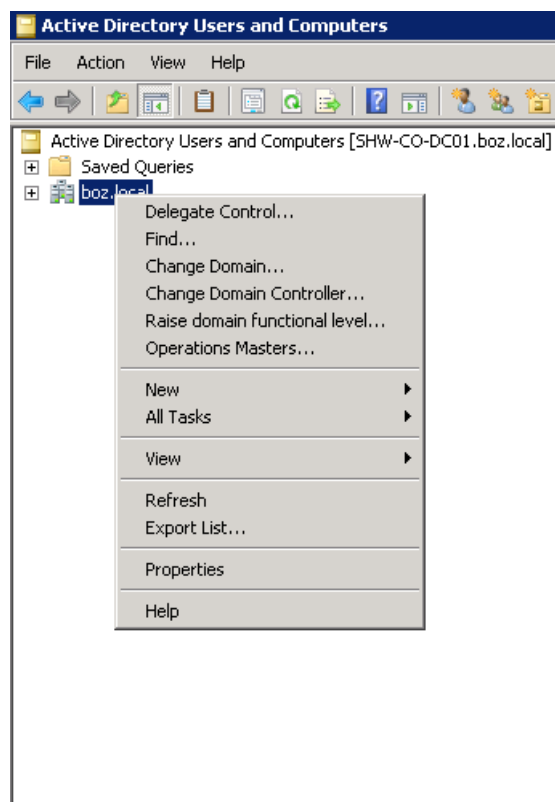 Active Directory Users and Computers
File Action View Help
Active Directory Users and Computers [SHW-CO-DC01.boz.local]
Saved Queries
boz.local
Delegate Control...
Find...
Change Domain...
Change Domain Controller...
Raise domain functional level...
Operations Masters...
New
All Tasks
View
Refresh
Export List...
Properties
Help